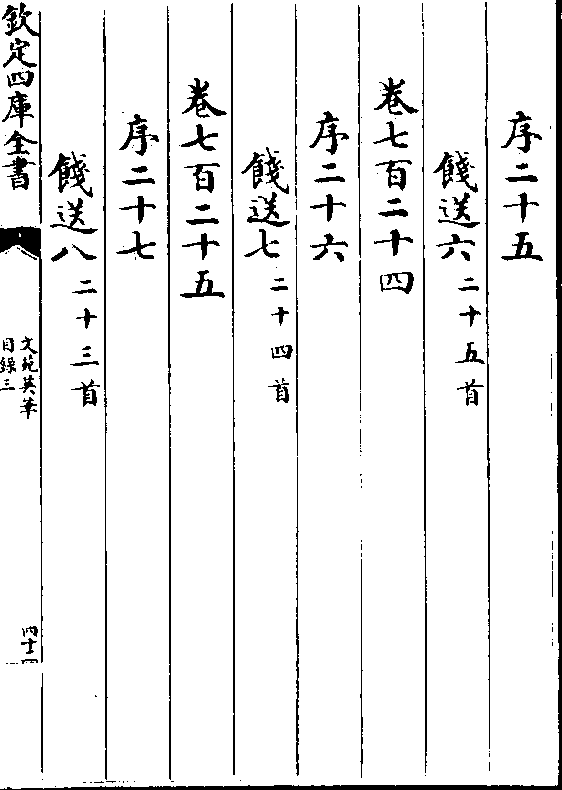 序二十五
餞送六二十五首
卷七百二十四
序二十六
餞送七二十四首
卷七百二十五
序二十七
餞送八二十三首
欽定四庫全書
文苑英華
目錄三